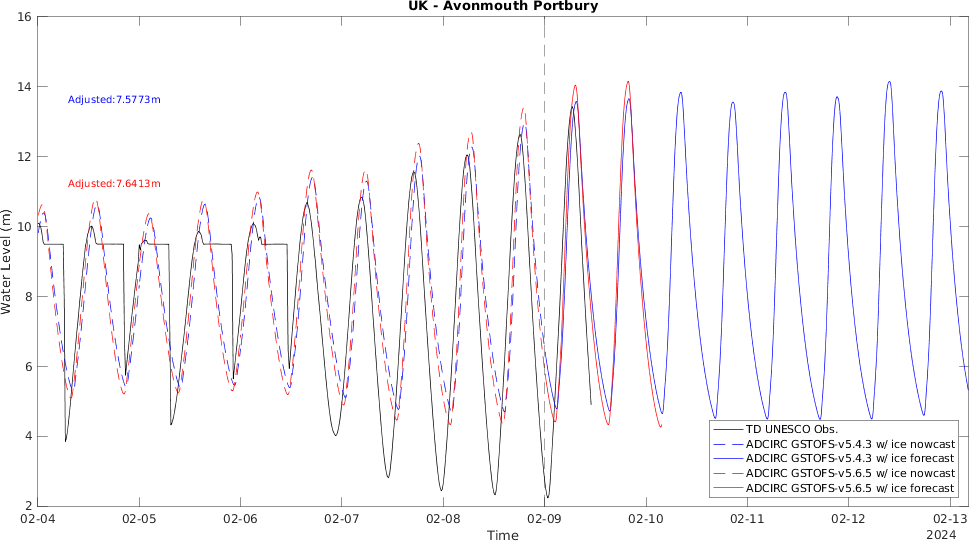 UK - Avonmouth Portbury
16
14
12
10
8
6
4
2
Water Level (m)
Adjusted:7.5773m
Adjusted:7.6413m
TD UNESCO Obs.
ADCIRC GSTOFS-v5.4.3 w/ ice nowcast
ADCIRC GSTOFS-v5.4.3 w/ ice forecast
ADCIRC GSTOFS-v5.6.5 w/ ice nowcast
ADCIRC GSTOFS-v5.6.5 w/ ice forecast
02-04 02-05 02-06 02-07 02-08 02-09 02-10 02-11 02-12 02-13
Time
2024